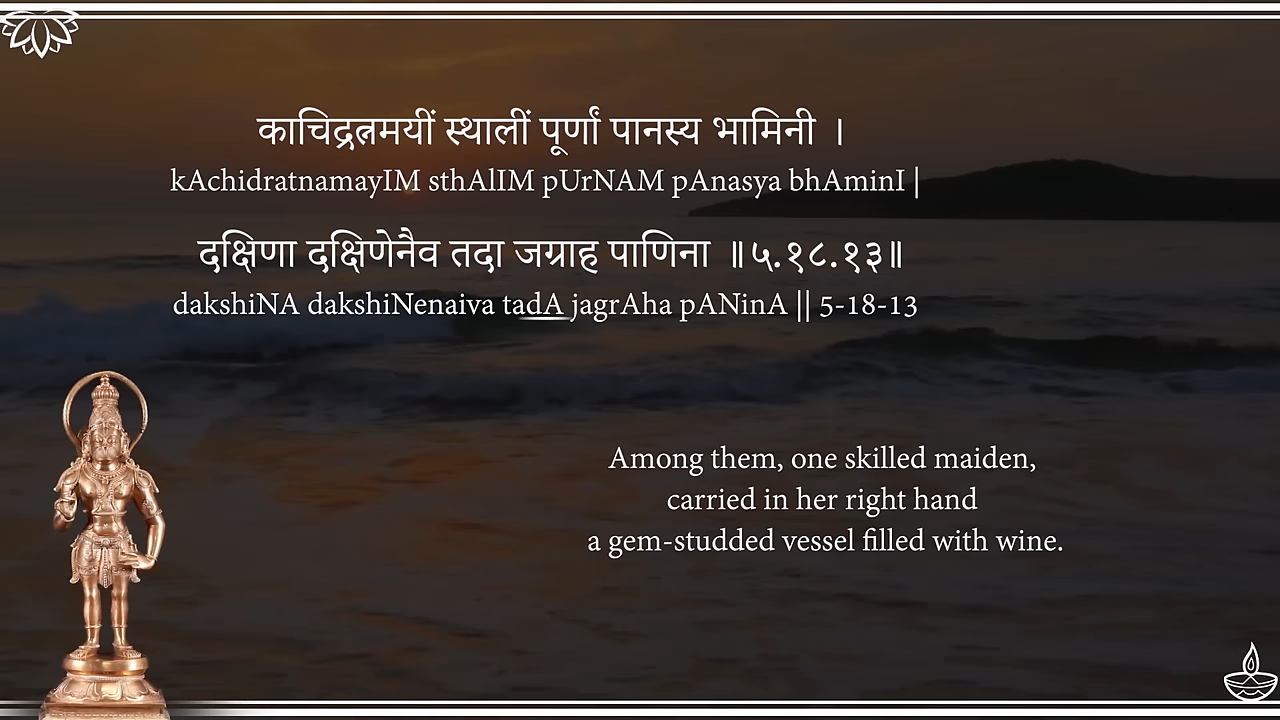 काचिद्रत्नमयीं स्थालीं पूर्णां पानस्य भामिनी ।
kAchidratnamayIM sthAlIM pUrNAM pAnasya bhAminI |
दक्षिणा दक्षिणेनैव तदा जग्राह पाणिना ॥५.१८.१३॥
dakshiNA dakshiNenaiva tadA jagrAha pANinA || 5-18-13
Among them, one skilled maiden,
carried in her right hand
a gem-studded vessel filled with wine.